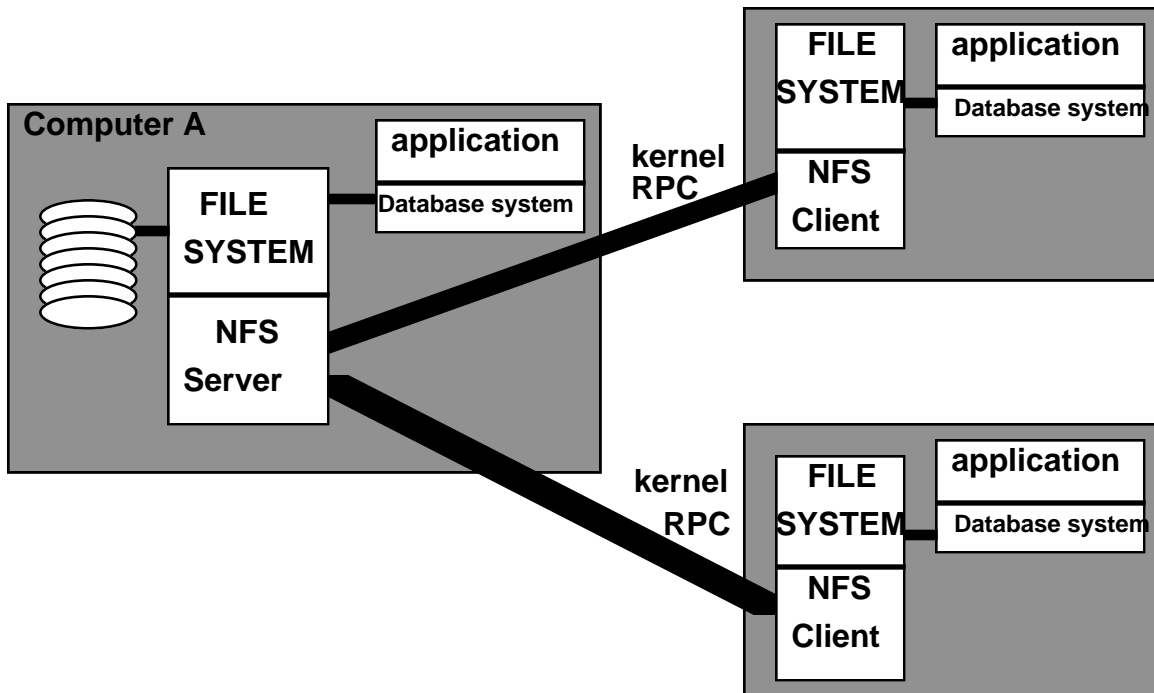 Computer A
application
Database system
FILE
SYSTEM
NFS
Server
kernel
RPC
FILE
SYSTEM
NFS
Client
application
Database system
kernel
RPC
FILE
SYSTEM
NFS
Client
application
Database system